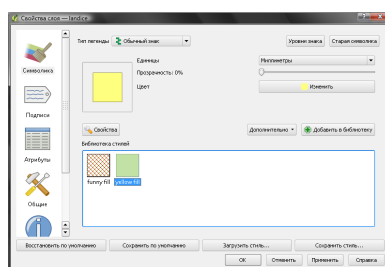 Свойства слоя — landice
Тип легенды Обычный знак Уровни знака Старая символика
Символика
Единицы Миллиметры
Прозрачность: 0%
Цвет Изменить
Подписи
Свойства Дополнительно Добавить в библиотеку
Библиотека стилей
Атрибуты
funny fill yellow fill
Общие
Восстановить по умолчанию Сохранить по умолчанию Загрузить стиль... Сохранить стиль...
OK Отменить Применить Справка